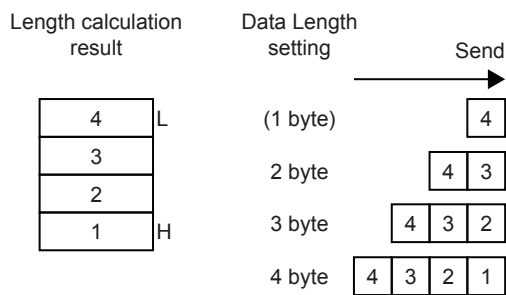 Length calculation
result
Data Length
setting
Send
4 L
3
2
1 H
(1 byte) 4
2 byte 4 3
3 byte 4 3 2
4 byte 4 3 2 1